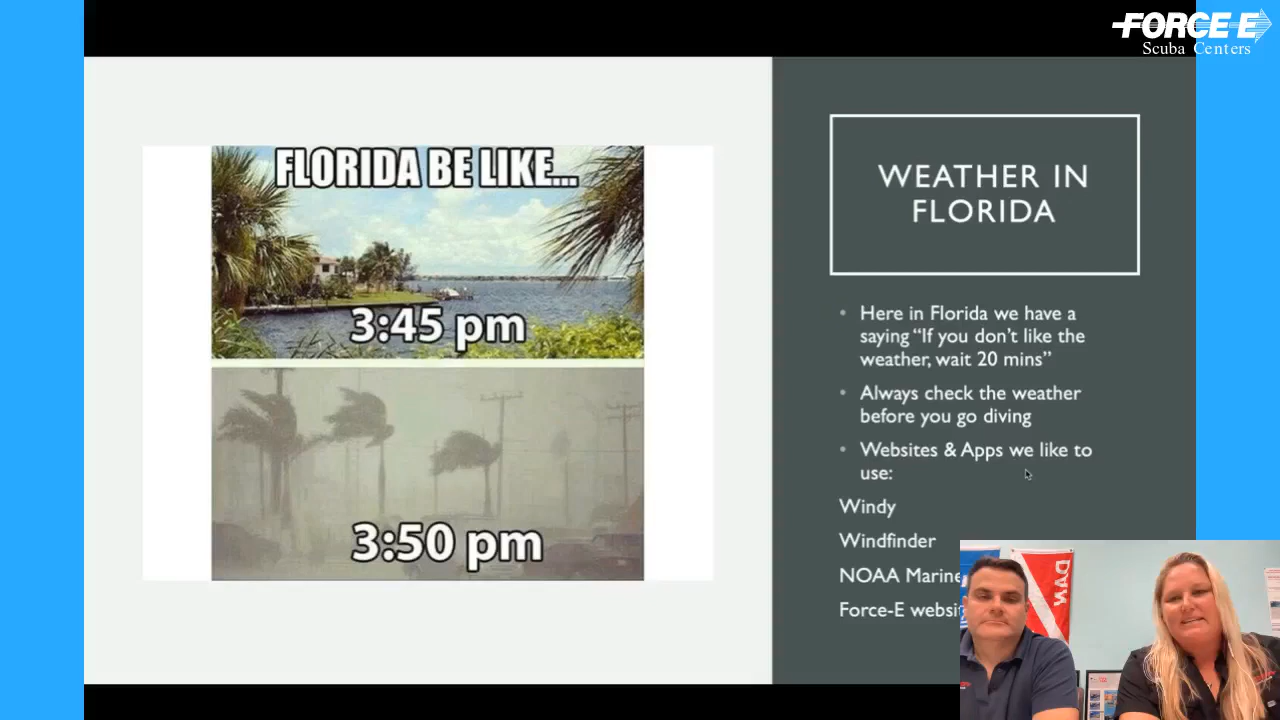 FORCE-E
Scuba Centers
FLORIDA BE LIKE...
3:45 pm
3:50 pm
WEATHER IN
FLORIDA
• Here in Florida we have a
saying “If you don’t like the
weather, wait 20 mins”
• Always check the weather
before you go diving
• Websites & Apps we like to
use:
Windy
Windfinder
NOAA Marine
Force-E websi
DAN